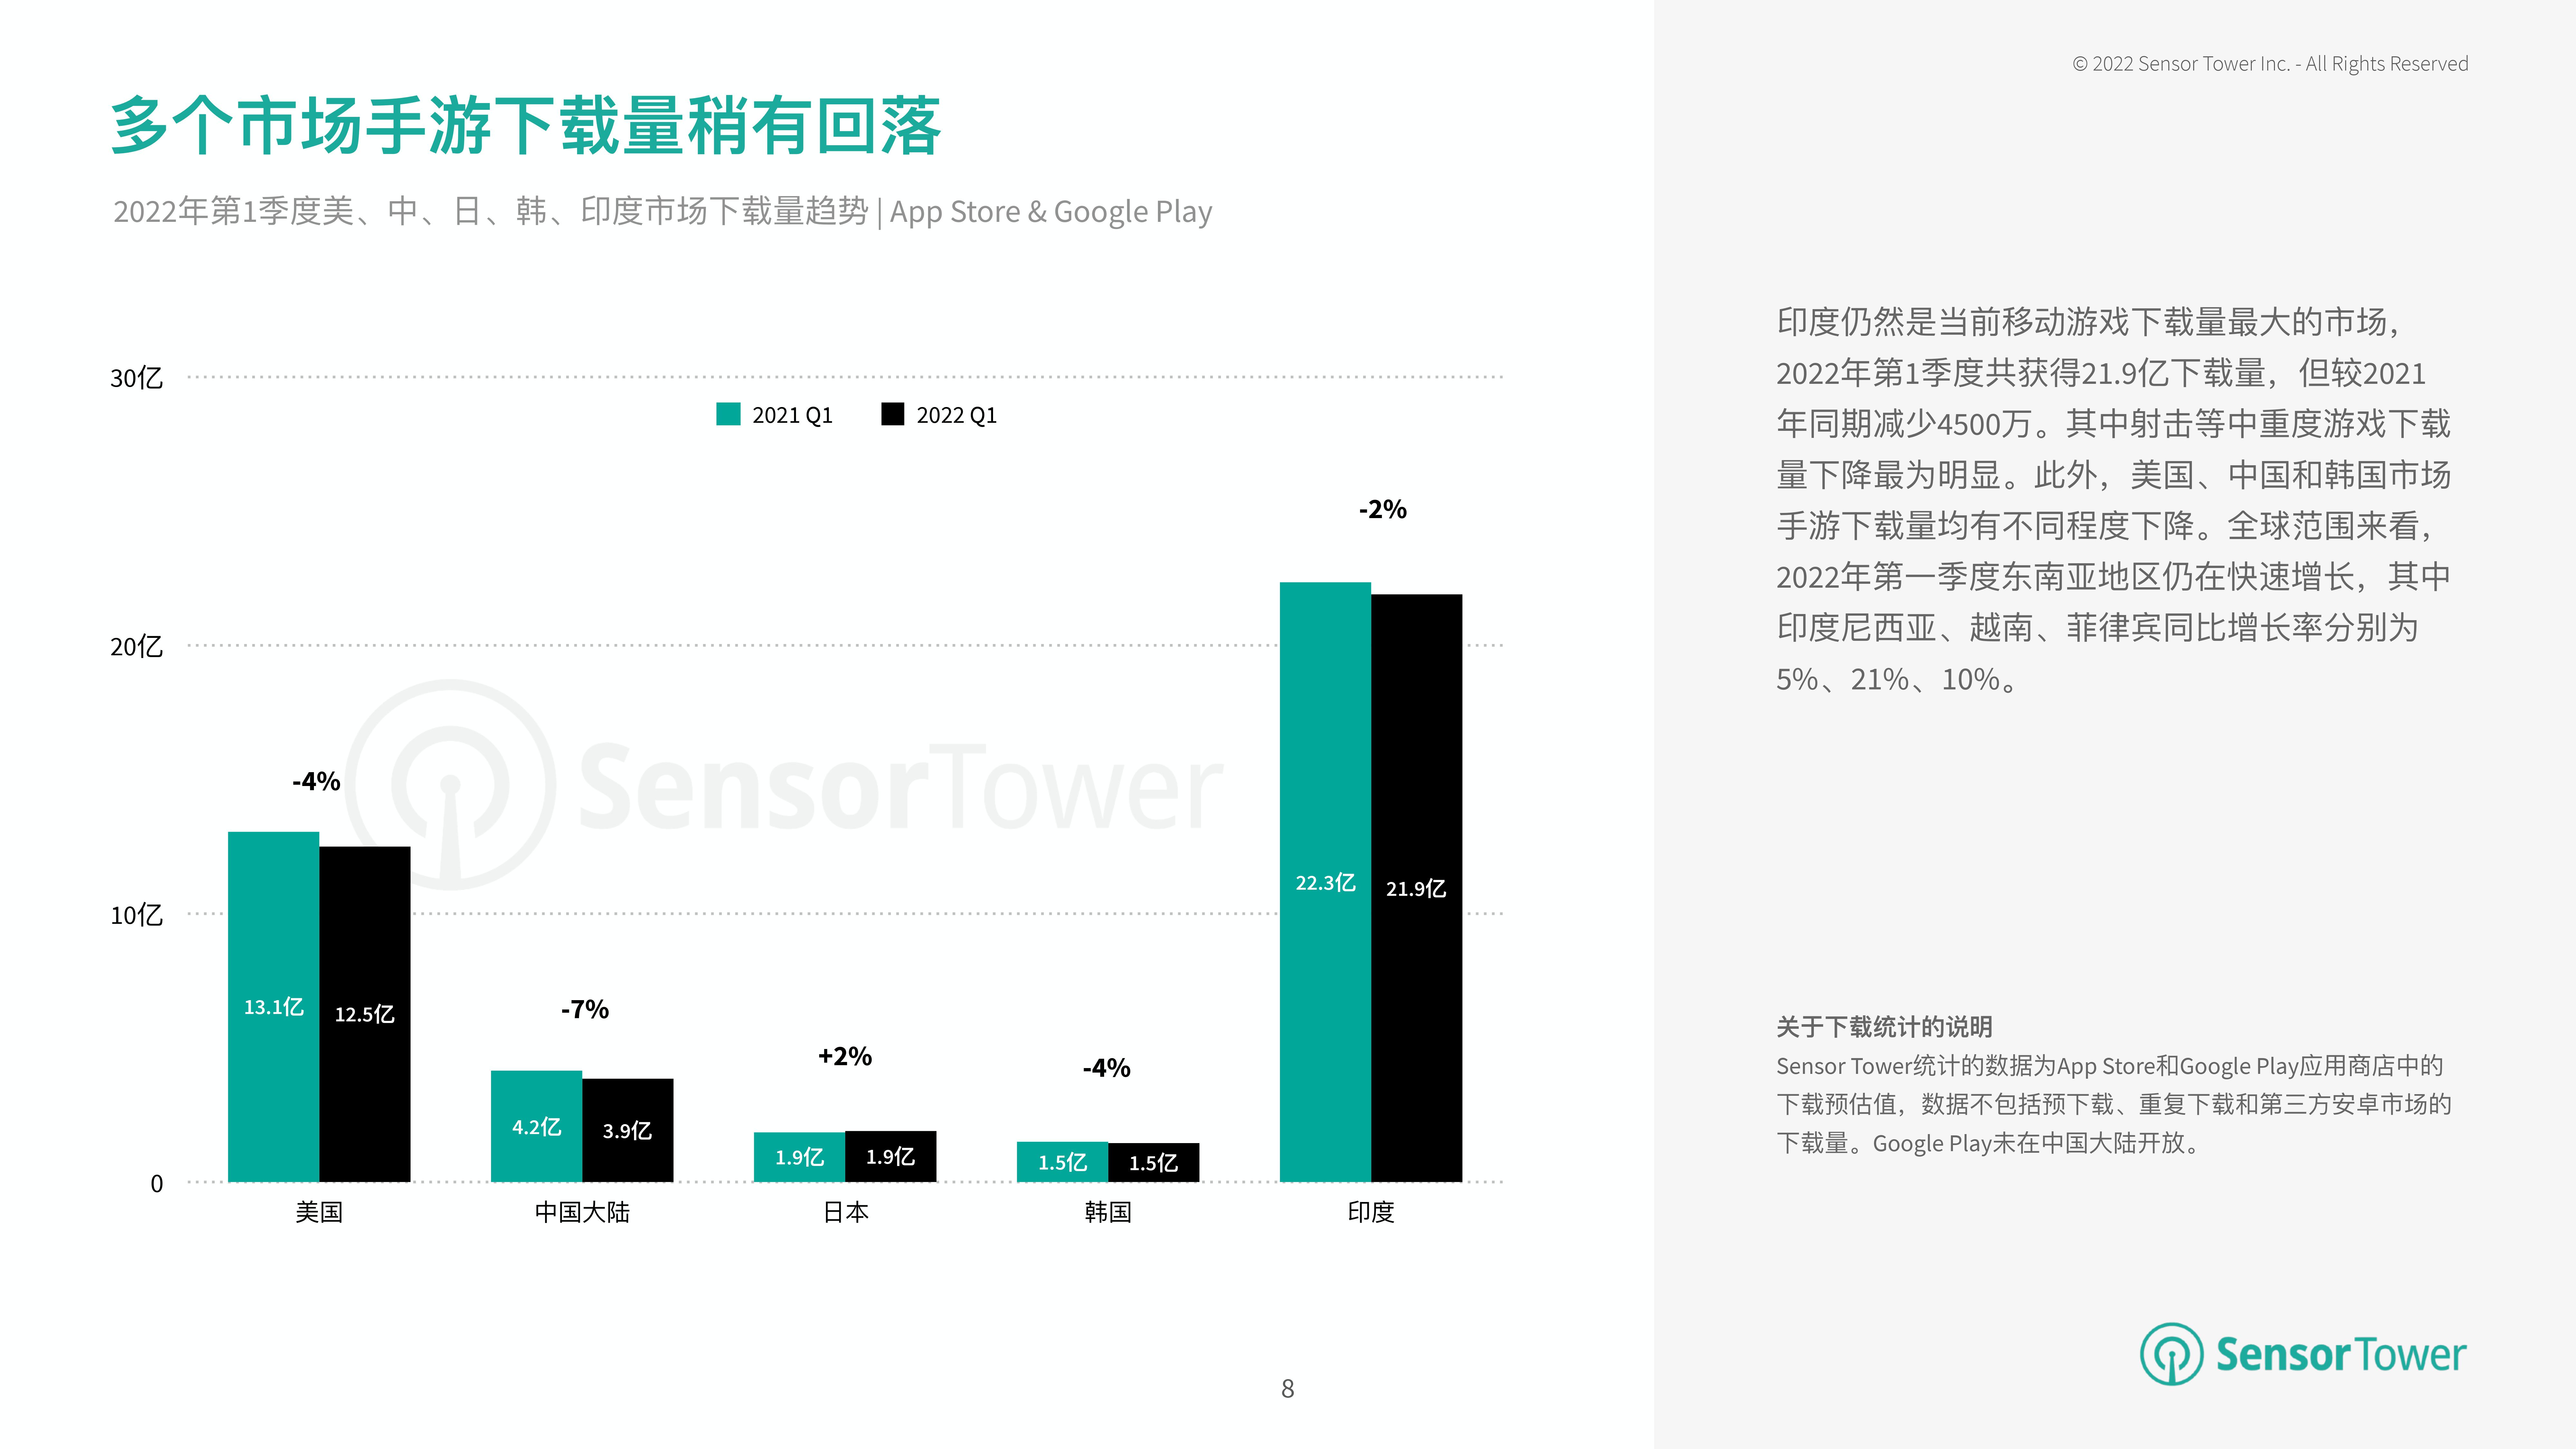 © 2022 Sensor Tower Inc. - All Rights Reserved
多个市场手游下载量稍有回落
2022年第1季度美、中、日、韩、印度市场下载量趋势 | App Store & Google Play
30亿
2021 Q1
2022 Q1
20亿
10亿
0
SensorTower
-4%
-7%
+2%
-4%
-2%
13.1亿
12.5亿
4.2亿
3.9亿
1.9亿
1.9亿
1.5亿
1.5亿
22.3亿
21.9亿
美国
中国大陆
日本
韩国
印度
印度仍然是当前移动游戏下载量最大的市场，
2022年第1季度共获得21.9亿下载量，但较2021
年同期减少4500万。其中射击等中重度游戏下载
量下降最为明显。此外，美国、中国和韩国市场
手游下载量均有不同程度下降。全球范围来看，
2022年第一季度东南亚地区仍在快速增长，其中
印度尼西亚、越南、菲律宾同比增长率分别为
5%、21%、10%。
关于下载统计的说明
Sensor Tower统计的数据为App Store和Google Play应用商店中的
下载预估值，数据不包括预下载、重复下载和第三方安卓市场的
下载量。Google Play未在中国大陆开放。
SensorTower
8